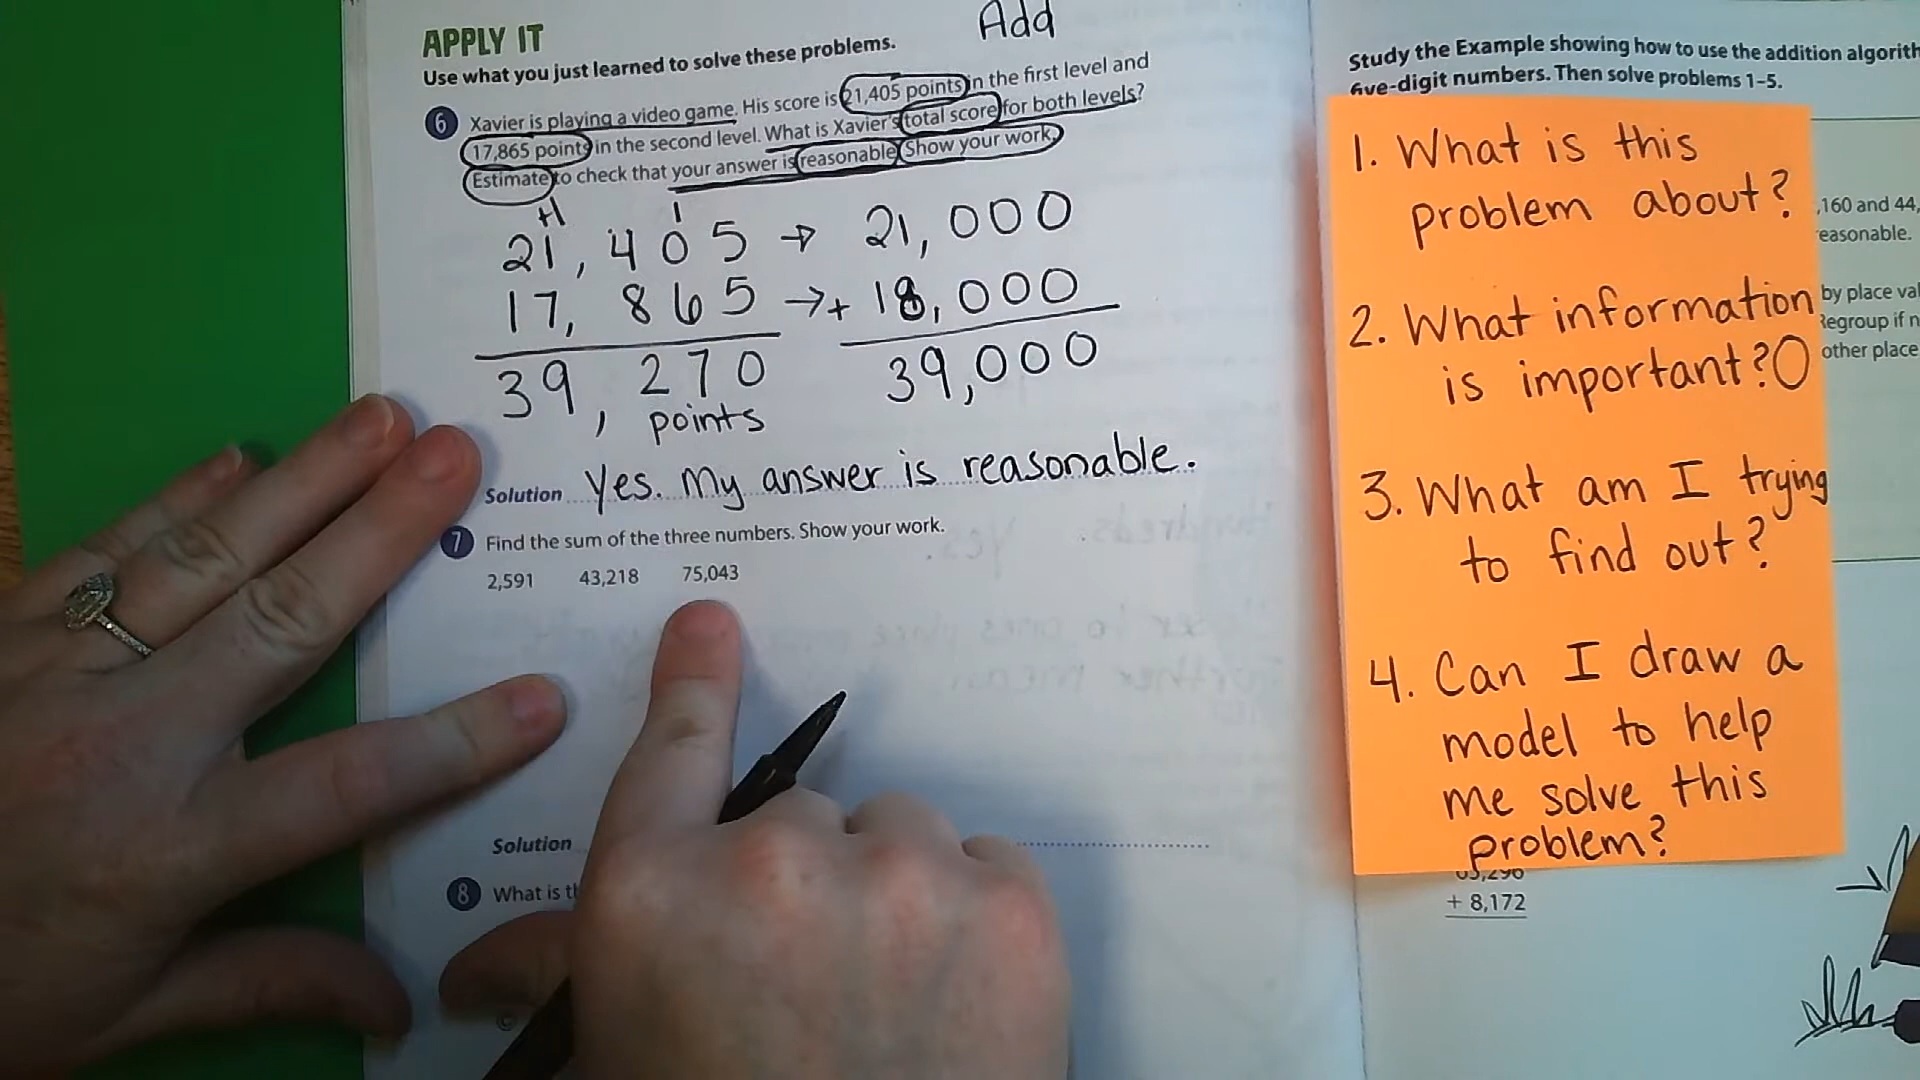 Add
APPLY IT
Use what you just learned to solve these problems.
6 Xavier is playing a video game. His score is 21,405 points in the first level and
17,865 points in the second level. What is Xavier's total score for both levels?
Estimate to check that your answer is reasonable. Show your work.
+1 1
21,405 → 21,000
17,865 → + 18,000
39,270 39,000
points
Solution Yes. My answer is reasonable.
7 Find the sum of the three numbers. Show your work.
2,591 43,218 75,043
Solution
8 What is
©
Study the Example showing how to use the addition
five-digit numbers. Then solve problems 1–5.
1. What is this
problem about?
2. What information
is important?
3. What am I trying
to find out?
4. Can I draw a
model to help
me solve this
problem?
,160 and 44,
easonable.
by place
Regroup if
other place
+ 8,172